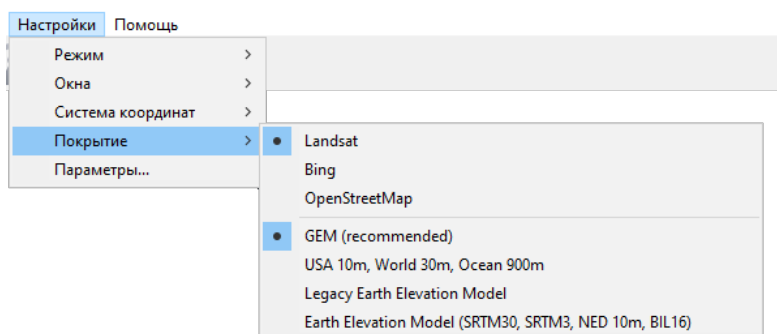 Настройки Помощь
Режим
Окна
Система координат
Покрытие
Параметры...
Landsat
Bing
OpenStreetMap
GEM (recommended)
USA 10m, World 30m, Ocean 900m
Legacy Earth Elevation Model
Earth Elevation Model (SRTM30, SRTM3, NED 10m, BIL16)